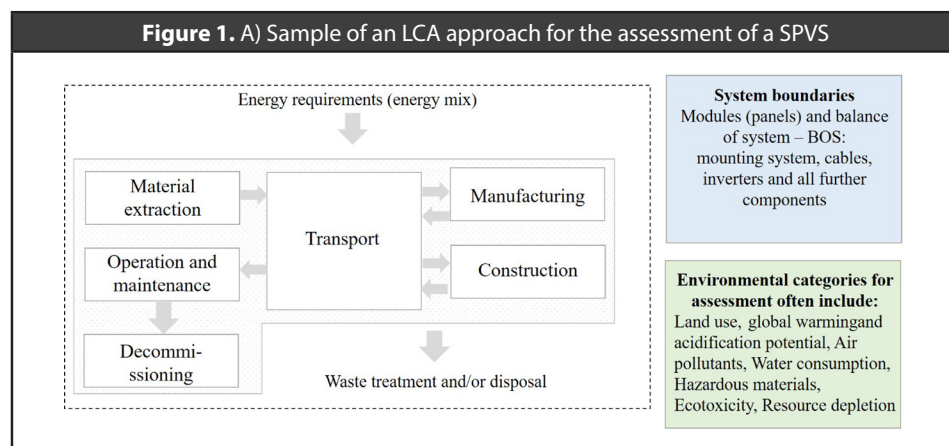 Figure 1. A) Sample of an LCA approach for the assessment of a SPVS
Energy requirements (energy mix)
Material
extraction
Transport
Manufacturing
Operation and
maintenance
Construction
Decommi-
ssioning
Waste treatment and/or disposal
System boundaries
Modules (panels) and balance
of system – BOS:
mounting system, cables,
inverters and all further
components
Environmental categories for
assessment often include:
Land use, global warmingand
acidification potential, Air
pollutants, Water consumption,
Hazardous materials,
Ecotoxicity, Resource depletion